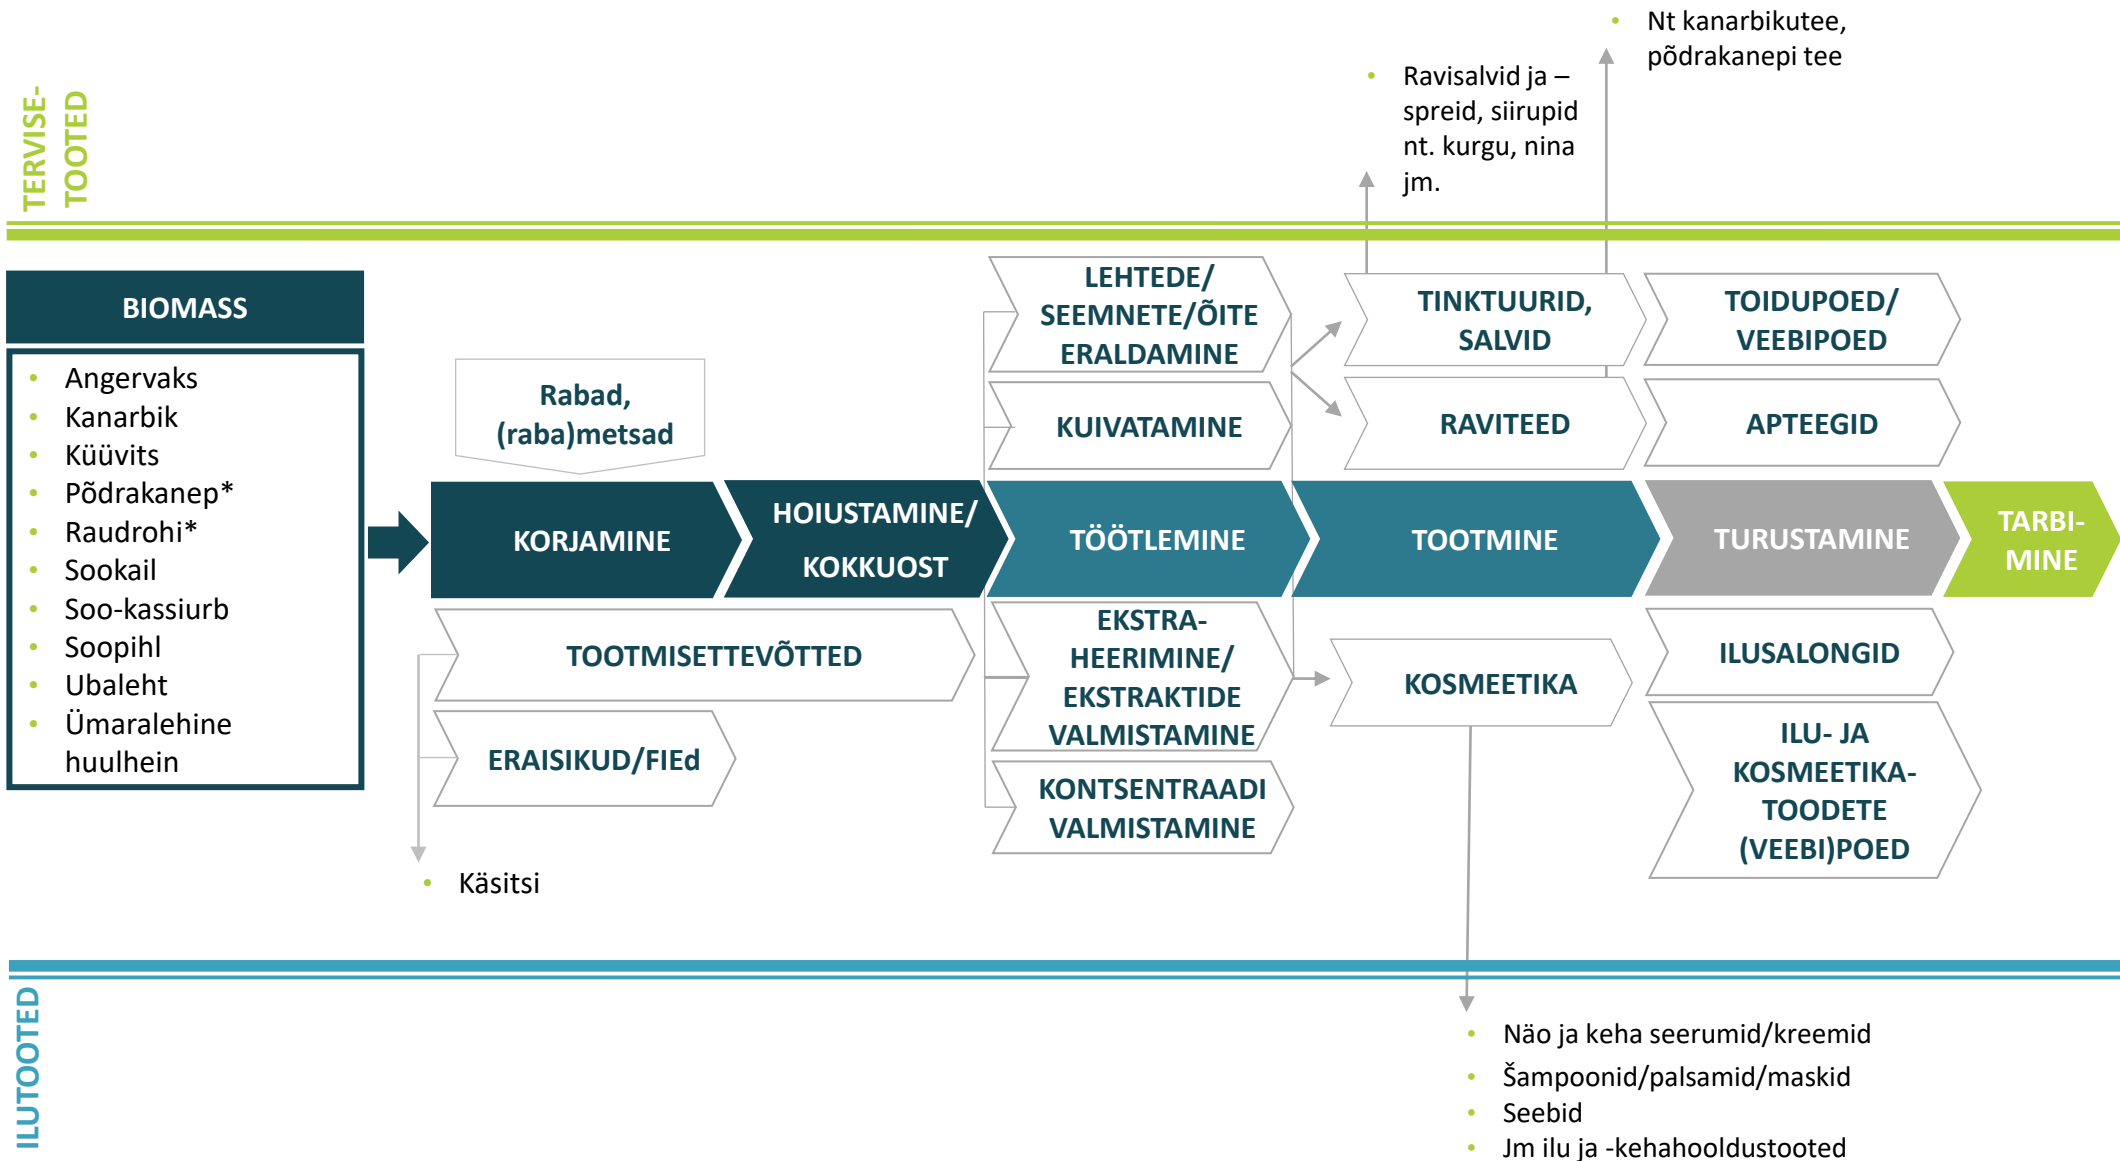 TERVISE-
TOOTED
• Nt kanarbikutee,
põdrakanepi tee
• Ravisalvid ja –
spreid, siirupid
nt. kurgu, nina
jm.
BIOMASS
• Angervaks
• Kanarbik
• Küüvits
• Põdrakanep*
• Raudrohi*
• Sookail
• Soo-kassiurb
• Soopihl
• Ubaleht
• Ümaralehine
huulhein
Rabad,
(raba)metsad
KORJAMINE
HOIUSTAMINE/
KOKKUOST
TÖÖTLEMINE
TOOTMINE
TURUSTAMINE
TARBI-
MINE
TOOTMISETTEVÕTTED
ERAISIKUD/FIEd
• Käsitsi
LEHTEDE/
SEEMNETE/ÕITE
ERALDAMINE
KUIVATAMINE
EKSTRA-
HEERIMINE/
EKSTRAKTIDE
VALMISTAMINE
KONTSENTRAADI
VALMISTAMINE
TINKTUURID,
SALVID
RAVITEED
KOSMEETIKA
TOIDUPOED/
VEEBIPOED
APTEEGID
ILUSALONGID
ILU- JA
KOSMEETIKA-
TOODETE
(VEEBI)POED
ILUTOOTED
• Näo ja keha seerumid/kreemid
• Šampoonid/palsamid/maskid
• Seebid
• Jm ilu ja -kehahooldustooted